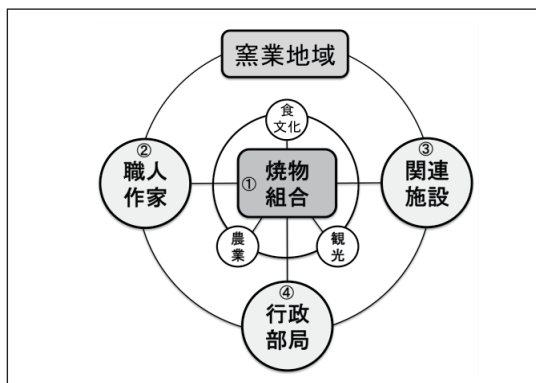 窯業地域
食
文化
②
職人
作家
①
焼物
組合
③
関連
施設
農
業
観
光
④
行政
部局